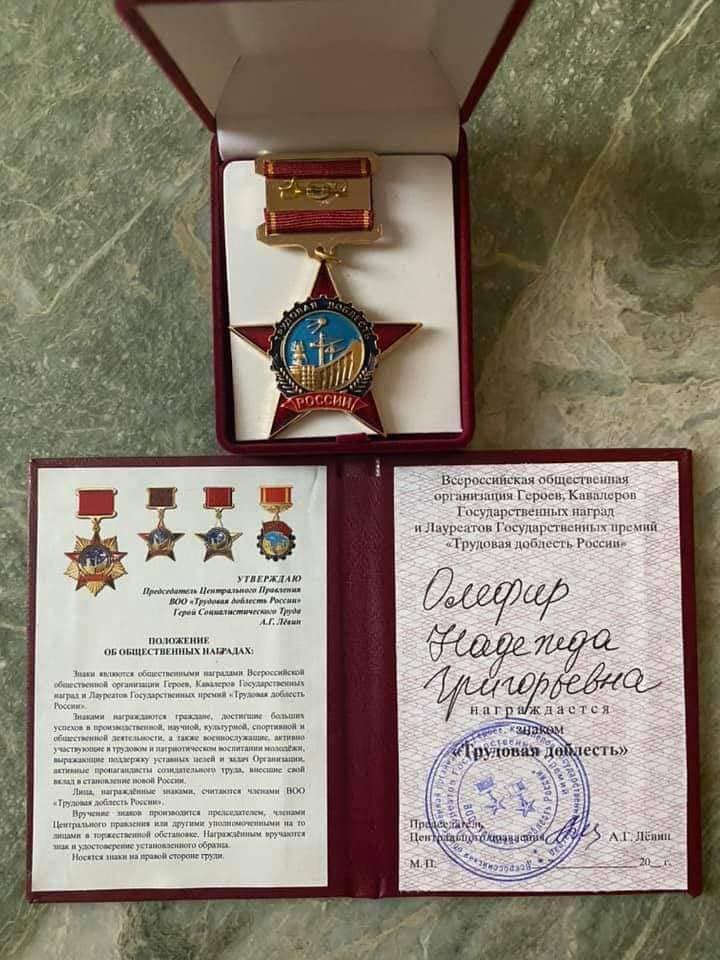 ТРУДОВАЯ ДОБЛЕСТЬ
РОССИИ
УТВЕРЖДАЮ
Председатель Центрального Правления
ВОО «Трудовая доблесть России»
Герой Социалистического Труда
А.Г. Лёвин
ПОЛОЖЕНИЕ
ОБ ОБЩЕСТВЕННЫХ НАГРАДАХ:
Знаки являются общественными наградами Всероссийской
общественной организации Героев, Кавалеров Государственных
наград и Лауреатов Государственных премий «Трудовая доблесть
России».
Знаками награждаются граждане, достигшие больших
успехов в производственной, научной, культурной, спортивной и
общественной деятельности, а также военнослужащие, активно
участвующие в трудовом и патриотическом воспитании молодёжи,
выражающие поддержку уставных целей и задач Организации,
активные пропагандисты созидательного труда, внесшие свой
вклад в становление новой России.
Лица, награждённые знаками, считаются членами ВОО
«Трудовая доблесть России».
Вручение знаков производится председателем, членами
Центрального правления или другими уполномоченными на то
лицами в торжественной обстановке. Награждённым вручаются
знак и удостоверение установленного образца.
Носятся знаки на правой стороне груди.
Всероссийская общественная
организация Героев, Кавалеров
Государственных наград
и Лауреатов Государственных премий
«Трудовая доблесть России»
Олефир
Надежда
Григорьевна
награждается
знаком
«Трудовая доблесть»
Председатель
Центрального правления А.Г. Лёвин
М.П. 20 г.